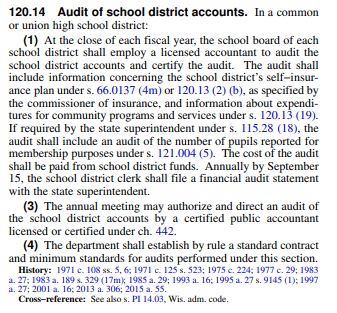 120.14 Audit of school district accounts. In a common
or union high school district:
(1) At the close of each fiscal year, the school board of each
school district shall employ a licensed accountant to audit the
school district accounts and certify the audit. The audit shall
include information concerning the school district's self−insur-
ance plan under s. 66.0137 (4m) or 120.13 (2) (b), as specified by
the commissioner of insurance, and information about expendi-
tures for community programs and services under s. 120.13 (19).
If required by the state superintendent under s. 115.28 (18), the
audit shall include an audit of the number of pupils reported for
membership purposes under s. 121.004 (5). The cost of the audit
shall be paid from school district funds. Annually by September
15, the school district clerk shall file a financial audit statement
with the state superintendent.
(3) The annual meeting may authorize and direct an audit of
the school district accounts by a certified public accountant
licensed or certified under ch. 442.
(4) The department shall establish by rule a standard contract
and minimum standards for audits performed under this section.
History: 1971 c. 108 ss. 5, 6; 1971 c. 125 s. 523; 1975 c. 224; 1977 c. 29; 1983
a. 27; 1983 a. 189 s. 329 (17m); 1985 a. 29; 1993 a. 16; 1995 a. 27 s. 9145 (1); 1997
a. 27; 2001 a. 16; 2013 a. 306; 2015 a. 55.
Cross−reference: See also s. PI 14.03, Wis. adm. code.